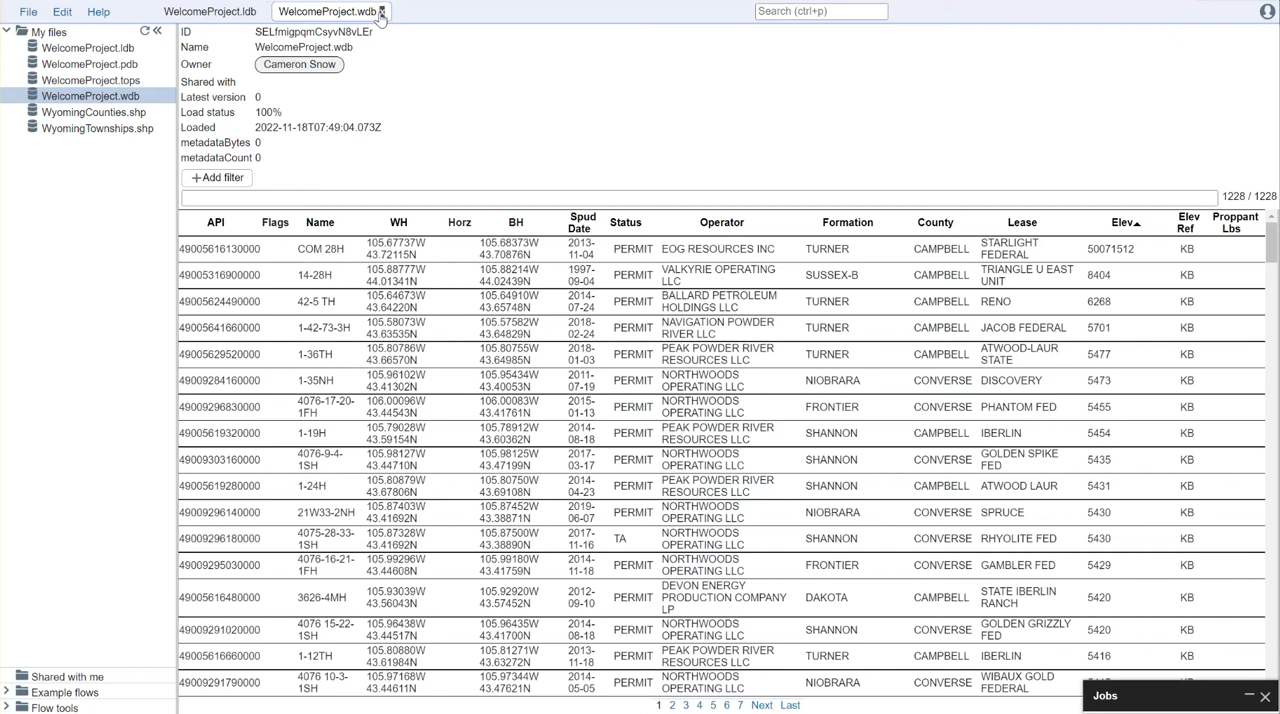 File Edit Help WelcomeProject.ldb WelcomeProject.wdb x Search (ctrl+p)
My files
WelcomeProject.ldb
WelcomeProject.pdb
WelcomeProject.tops
WelcomeProject.wdb
WyomingCounties.shp
WyomingTownships.shp
Shared with me
Example flows
Flow tools
ID SELfmigpqmCsyvN8vLEr
Name WelcomeProject.wdb
Owner Cameron Snow
Shared with
Latest version 0
Load status 100%
Loaded 2022-11-18T07:49:04.073Z
metadataBytes 0
metadataCount 0
+Add filter
1228 / 1228
API Flags Name WH Horz BH Spud Date Status Operator Formation County Lease Elev Elev Ref Proppant Lbs
49005616130000 COM 28H 105.67737W 43.72115N 105.68373W 43.70876N 2013-11-04 PERMIT EOG RESOURCES INC TURNER CAMPBELL STARLIGHT FEDERAL 50071512 KB
49005316900000 14-28H 105.88777W 44.01341N 105.88214W 44.02439N 1997-09-04 PERMIT VALKYRIE OPERATING LLC SUSSEX-B CAMPBELL TRIANGLE U EAST UNIT 8404 KB
49005624490000 42-5 TH 105.64673W 43.64220N 105.64910W 43.65748N 2014-07-24 PERMIT BALLARD PETROLEUM HOLDINGS LLC TURNER CAMPBELL RENO 6268 KB
49005641660000 1-42-73-3H 105.58073W 43.63535N 105.57582W 43.64829N 2018-02-24 PERMIT NAVIGATION POWDER RIVER LLC TURNER CAMPBELL JACOB FEDERAL 5701 KB
49005629520000 1-36TH 105.80786W 43.66570N 105.80755W 43.64985N 2018-01-03 PERMIT PEAK POWDER RIVER RESOURCES LLC TURNER CAMPBELL ATWOOD-LAUR STATE 5477 KB
49009284160000 1-35NH 105.96102W 43.41302N 105.95434W 43.40053N 2011-07-19 PERMIT NORTHWOODS OPERATING LLC NIOBRARA CONVERSE DISCOVERY 5473 KB
49009296830000 4076-17-20-1FH 106.00096W 43.44543N 106.00083W 43.41761N 2015-01-13 PERMIT NORTHWOODS OPERATING LLC FRONTIER CONVERSE PHANTOM FED 5455 KB
49005619320000 1-19H 105.79028W 43.59154N 105.78912W 43.60362N 2014-08-18 PERMIT PEAK POWDER RIVER RESOURCES LLC SHANNON CAMPBELL IBERLIN 5454 KB
49009303160000 4076-9-4-1SH 105.98127W 43.44710N 105.98125W 43.47199N 2017-03-17 PERMIT NORTHWOODS OPERATING LLC SHANNON CONVERSE GOLDEN SPIKE FED 5435 KB
49005619280000 1-24H 105.80879W 43.67806N 105.80750W 43.69108N 2014-04-23 PERMIT PEAK POWDER RIVER RESOURCES LLC SHANNON CAMPBELL ATWOOD LAUR 5431 KB
49009296140000 21W33-2NH 105.87403W 43.41692N 105.87452W 43.38871N 2019-06-07 PERMIT NORTHWOODS OPERATING LLC NIOBRARA CONVERSE SPRUCE 5430 KB
49009296180000 4075-28-33-1SH 105.87328W 43.41692N 105.87500W 43.38890N 2017-11-16 TA NORTHWOODS OPERATING LLC SHANNON CONVERSE RHYOLITE FED 5430 KB
49009295030000 4076-16-21-1FH 105.99296W 43.44608N 105.99180W 43.41759N 2014-11-18 PERMIT NORTHWOODS OPERATING LLC FRONTIER CONVERSE GAMBLER FED 5429 KB
49005616480000 3626-4MH 105.93039W 43.56043N 105.92920W 43.57452N 2012-09-10 PERMIT DEVON ENERGY PRODUCTION COMPANY LP DAKOTA CAMPBELL STATE IBERLIN RANCH 5420 KB
49009291020000 4076 15-22-1SH 105.96438W 43.44517N 105.96435W 43.41700N 2014-08-18 PERMIT NORTHWOODS OPERATING LLC SHANNON CONVERSE GOLDEN GRIZZLY FED 5420 KB
49005616660000 1-12TH 105.80880W 43.61984N 105.81271W 43.63272N 2013-11-18 PERMIT PEAK POWDER RIVER RESOURCES LLC TURNER CAMPBELL IBERLIN 5416 KB
49009291790000 4076 10-3-1SH 105.97168W 43.44611N 105.97344W 43.47621N 2014-05-05 PERMIT NORTHWOODS OPERATING LLC NIOBRARA CONVERSE WIBAUX GOLD FEDERAL
Jobs
1 2 3 4 5 6 7 Next Last